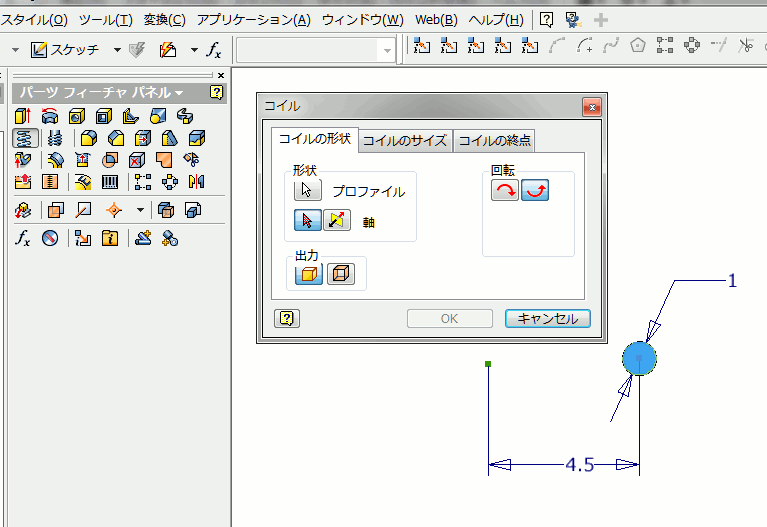 スタイル(O) ツール(T) 変換(C) アプリケーション(A) ウィンドウ(W) Web(B) ヘルプ(H)
スケッチ fx
パーツ フィーチャ パネル
fx
コイル
コイルの形状 コイルのサイズ コイルの終点
形状 回転
プロファイル
軸
出力
OK キャンセル
1
4.5